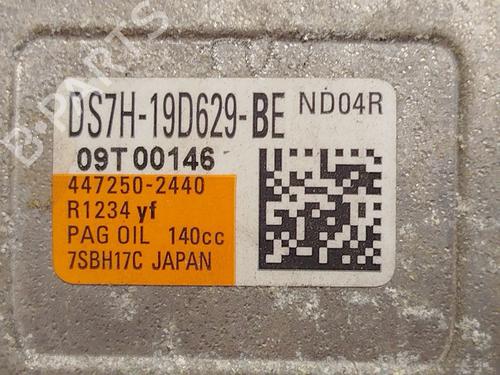 B-PARTS
DS7H-19D629-BE ND04R
09T00146
447250-2440
R1234 yf
PAG OIL 140cc
7SBH17C JAPAN